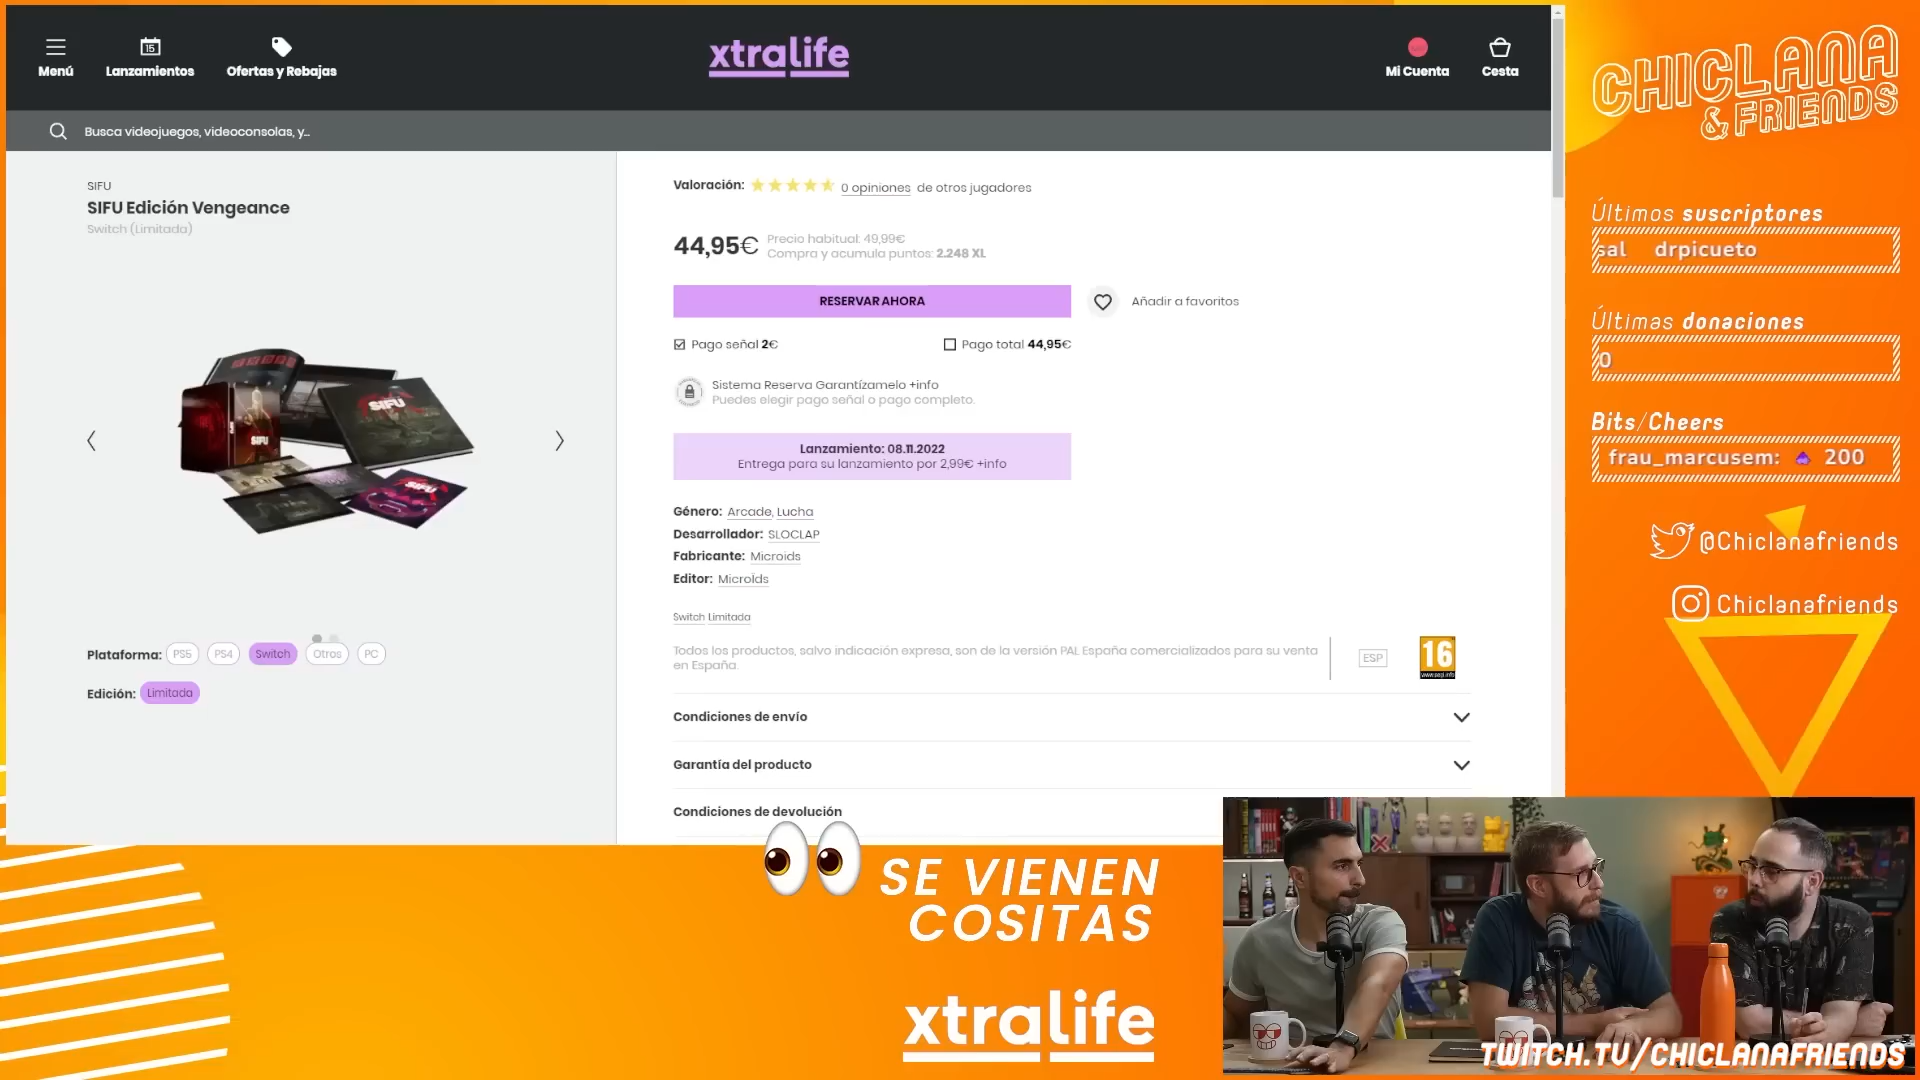 Menú
Lanzamientos
Ofertas y Rebajas
xtralife
Mi Cuenta
Cesta
Busca videojuegos, videoconsolas, y...
SIFU
SIFU Edición Vengeance
Switch (Limitada)
SIFU
SIFU
SIFU
Plataforma: PS5 PS4 Switch Otros PC
Edición: Limitada
Valoración: 0 opiniones de otros jugadores
44,95€
Precio habitual: 49,99€
Compra y acumula puntos: 2.248 XL
RESERVAR AHORA
Añadir a favoritos
Pago señal 2€
Pago total 44,95€
Sistema Reserva Garantízamelo +info
Puedes elegir pago señal o pago completo.
Lanzamiento: 08.11.2022
Entrega para su lanzamiento por 2,99€ +info
Género: Arcade, Lucha
Desarrollador: SLOCLAP
Fabricante: Microids
Editor: MicroÏds
Switch Limitada
Todos los productos, salvo indicación expresa, son de la versión PAL España comercializados para su venta
en España.
ESP
16
Condiciones de envío
Garantía del producto
Condiciones de devolución
CHICLANA
& FRIENDS
Últimos suscriptores
sal drpicueto
Últimas donaciones
0
Bits/Cheers
frau_marcusem: 200
@Chiclanafriends
Chiclanafriends
SE VIENEN
COSITAS
xtralife
TWITCH.TV/CHICLANAFRIENDS